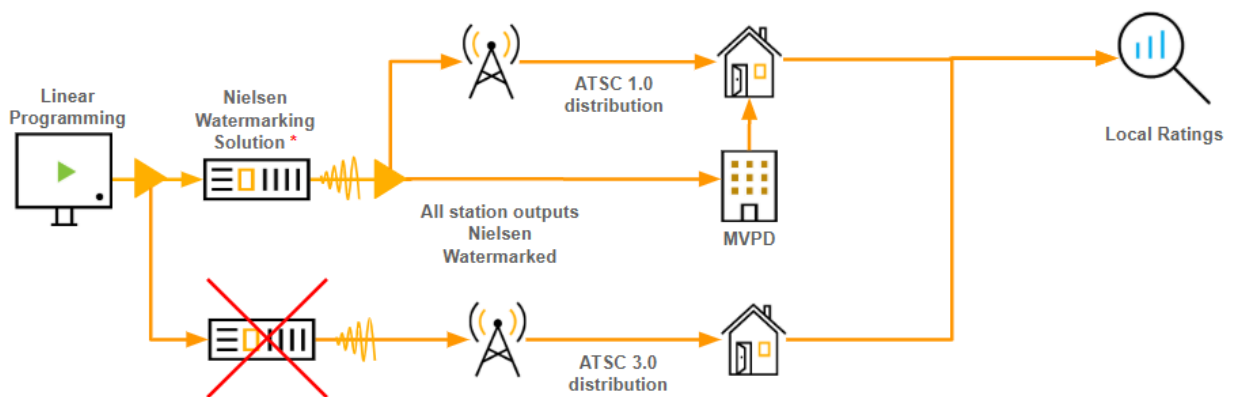 Linear
Programming
Nielsen
Watermarking
Solution *
ATSC 1.0
distribution
Local Ratings
All station outputs
Nielsen
Watermarked
MVPD
ATSC 3.0
distribution